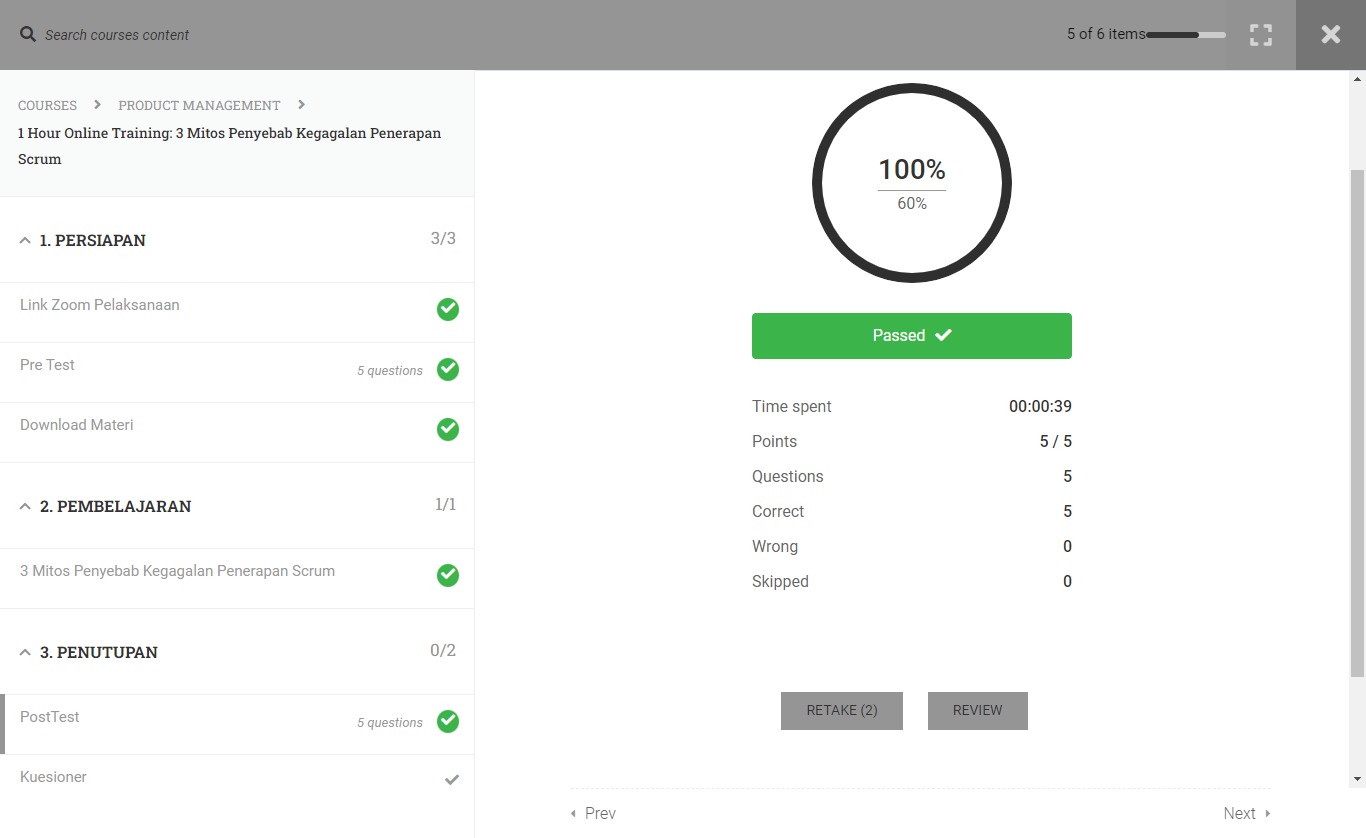 Search courses content
5 of 6 items
COURSES
PRODUCT MANAGEMENT
1 Hour Online Training: 3 Mitos Penyebab Kegagalan Penerapan
Scrum
1. PERSIAPAN 3/3
Link Zoom Pelaksanaan
Pre Test 5 questions
Download Materi
2. PEMBELAJARAN 1/1
3 Mitos Penyebab Kegagalan Penerapan Scrum
3. PENUTUPAN 0/2
PostTest 5 questions
Kuesioner
100%
60%
Passed
Time spent 00:00:39
Points 5 / 5
Questions 5
Correct 5
Wrong 0
Skipped 0
RETAKE (2) REVIEW
Prev Next